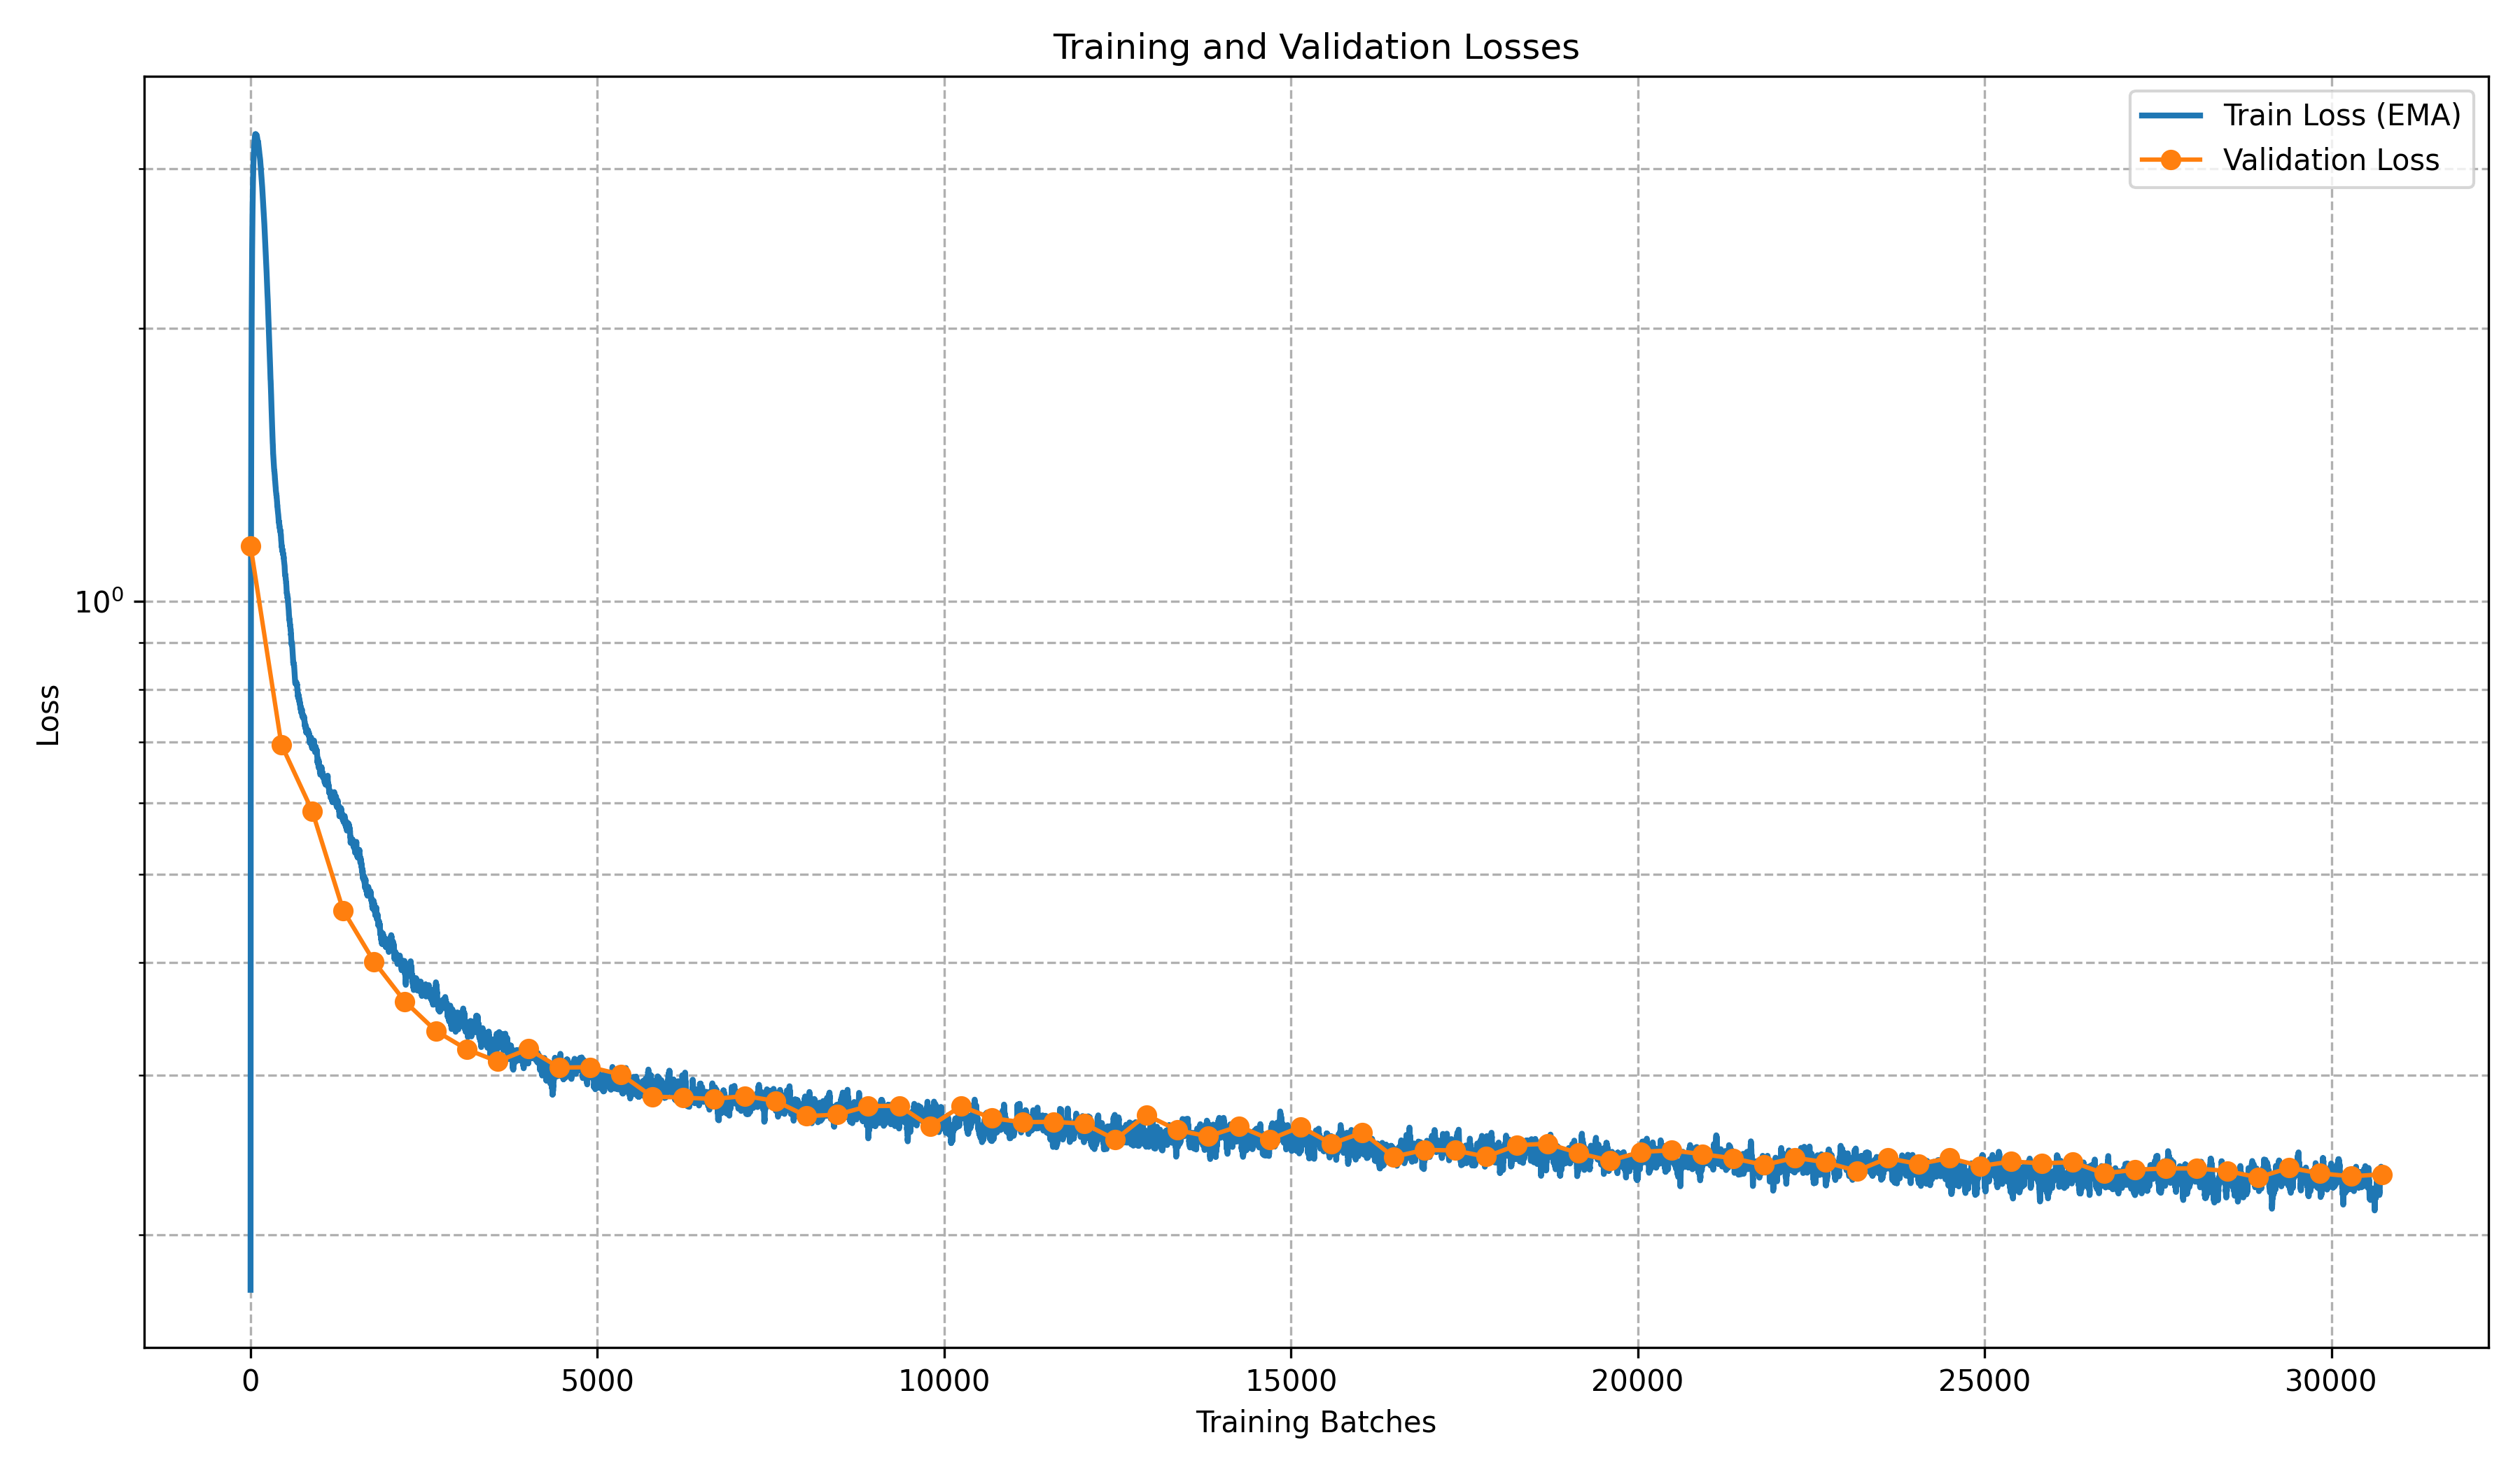 Training and Validation Losses
Train Loss (EMA)
Validation Loss
Loss
10⁰
0 5000 10000 15000 20000 25000 30000
Training Batches